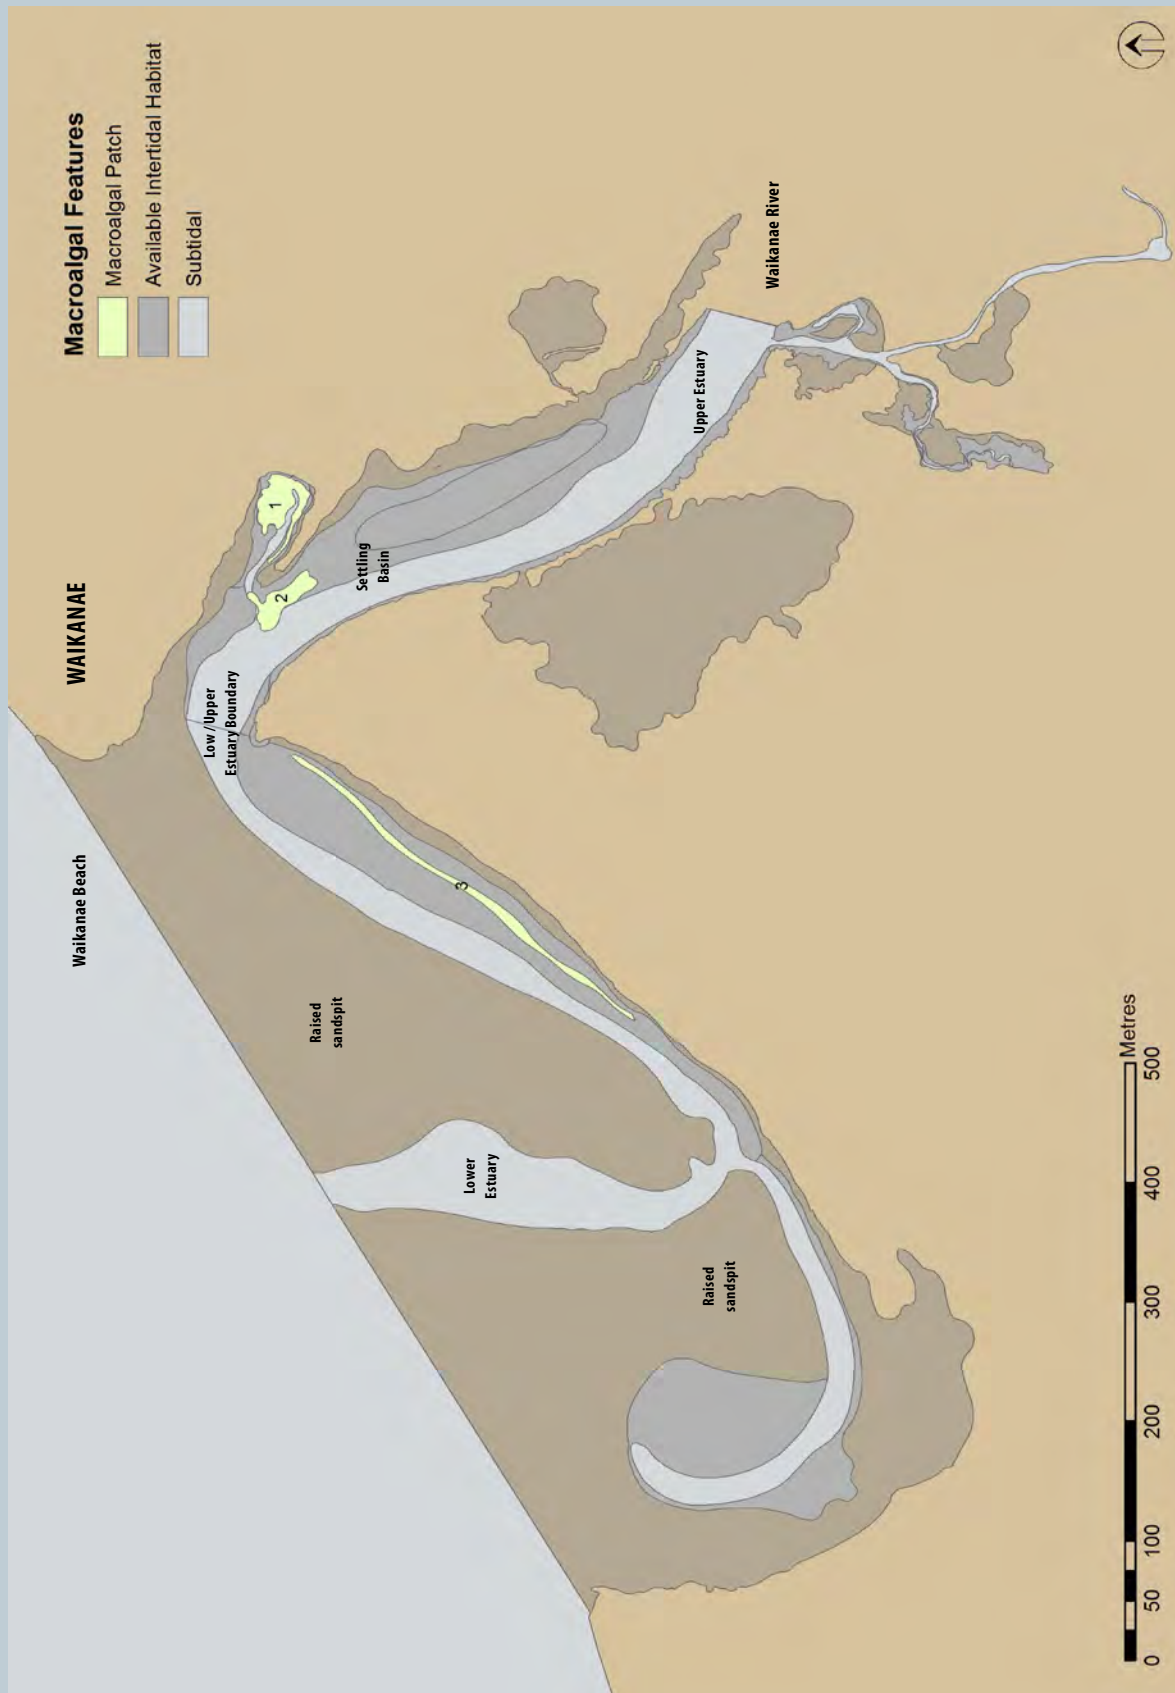 Macroalgal Features
Macroalgal Patch
Available Intertidal Habitat
Subtidal
WAIKANAE
Waikanae Beach
Waikanae River
1
2
Low / Upper
Estuary Boundary
Settling
Basin
Upper Estuary
3
Raised
sandspit
Lower
Estuary
Raised
sandspit
Metres
0 50 100 200 300 400 500